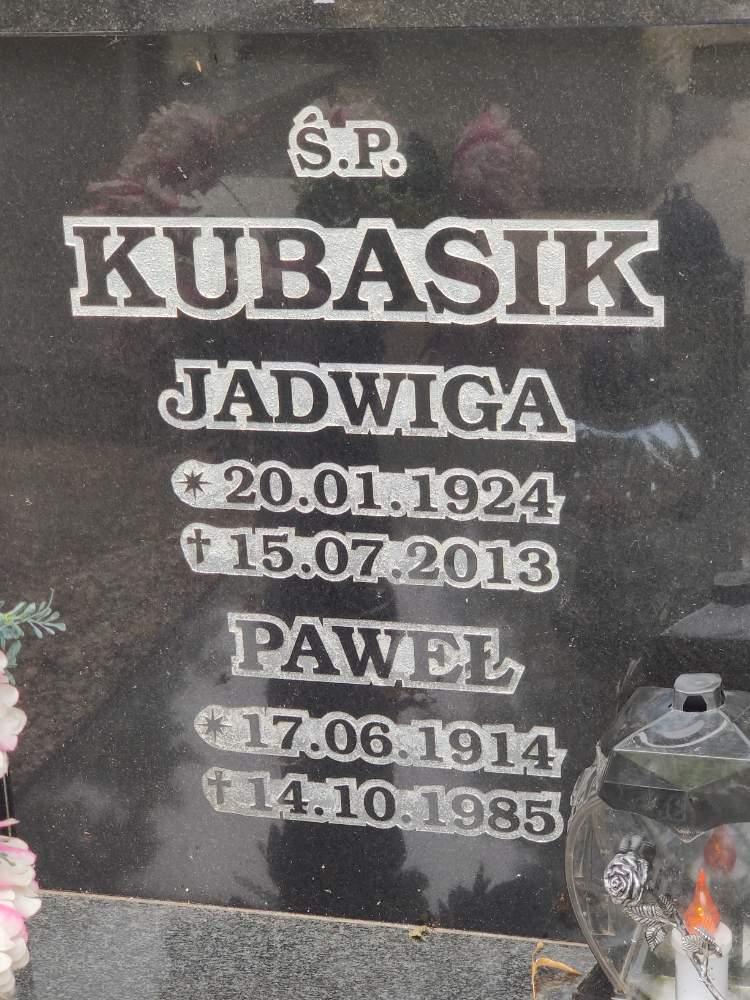 Ś.P.
KUBASIK
JADWIGA
* 20.01.1924
† 15.07.2013
PAWEŁ
* 17.06.1914
† 14.10.1985